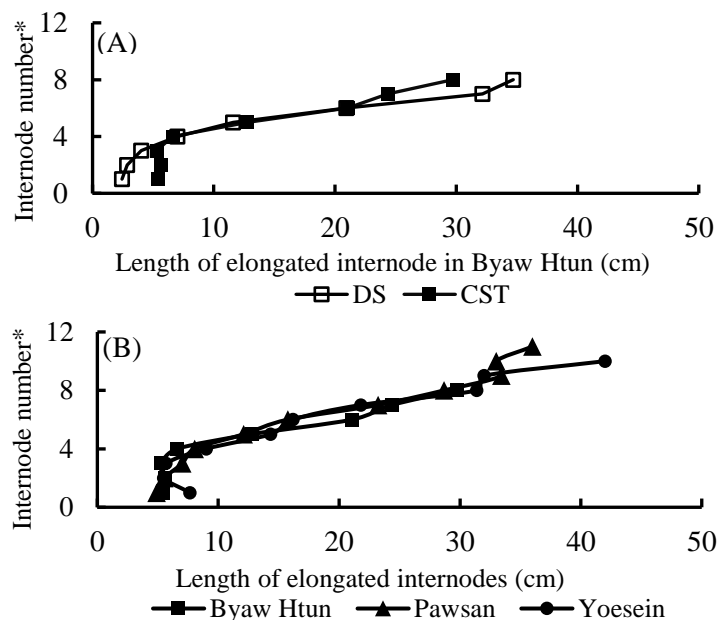 (A)
Internode number*
12
8
4
0
0 10 20 30 40 50
Length of elongated internode in Byaw Htun (cm)
DS CST
(B)
Internode number*
12
8
4
0
0 10 20 30 40 50
Length of elongated internodes (cm)
Byaw Htun Pawsan Yoesein